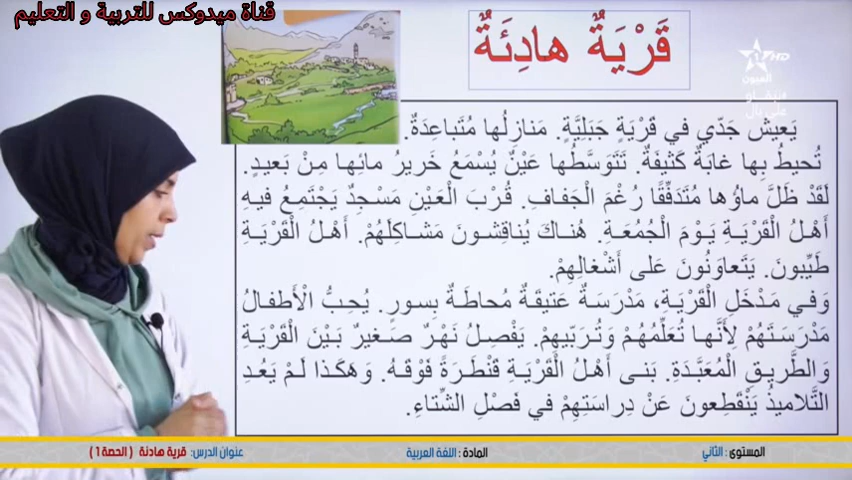 قناة ميدوكس للتربية و التعليم
قَرْيَةٌ هادِئَةٌ
العيون
يَعيشُ جَدّي في قَرْيَةٍ جَبَلِيَّةٍ. مَنازِلُها مُتَباعِدَةٌ.
تُحيطُ بِها غابَةٌ كَثيفَةٌ. تَتَوَسَّطُها عَيْنٌ يُسْمَعُ خَريرُ مائِها مِنْ بَعيدٍ.
لَقَدْ ظَلَّ ماؤُها مُتَدَفِّقًا رُغْمَ الْجَفافِ. قُرْبَ الْعَيْنِ مَسْجِدٌ يَجْتَمِعُ فيهِ
أَهْلُ الْقَرْيَةِ يَوْمَ الْجُمُعَةِ. هُناكَ يُناقِشونَ مَشاكِلَهُمْ. أَهْلُ الْقَرْيَةِ
طَيِّبونَ. يَتَعاوَنُونَ عَلى أَشْغالِهِمْ.
وَفي مَدْخَلِ الْقَرْيَةِ، مَدْرَسَةٌ عَتيقَةٌ مُحاطَةٌ بِسورٍ. يُحِبُّ الْأَطْفالُ
مَدْرَسَتَهُمْ لِأَنَّها تُعَلِّمُهُمْ وَتُرَبّيهِمْ. يَفْصِلُ نَهْرٌ صَغيرٌ بَيْنَ الْقَرْيَةِ
وَالطَّريقِ الْمُعَبَّدَةِ. بَنى أَهْلُ الْقَرْيَةِ قَنْطَرَةً فَوْقَهُ. وَهَكَذا لَمْ يَعُدِ
التَّلاميذُ يَنْقَطِعونَ عَنْ دِراسَتِهِمْ في فَصْلِ الشِّتاءِ.
المستوى : الثاني
المادة : اللغة العربية
عنوان الدرس: قرية هادئة ( الحصة 1 )